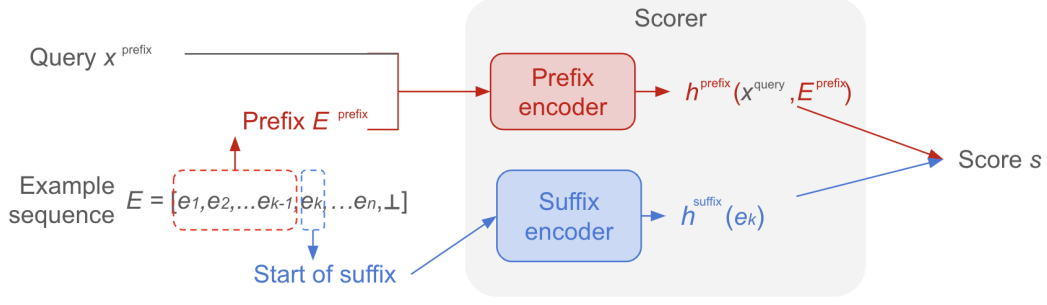 Scorer
Query x prefix
Prefix
encoder
h prefix(x query, E prefix)
Prefix E prefix
Score s
Example
sequence
E = [e1,e2,...ek-1, ek, ...en,⊥]
Suffix
encoder
h suffix(ek)
Start of suffix